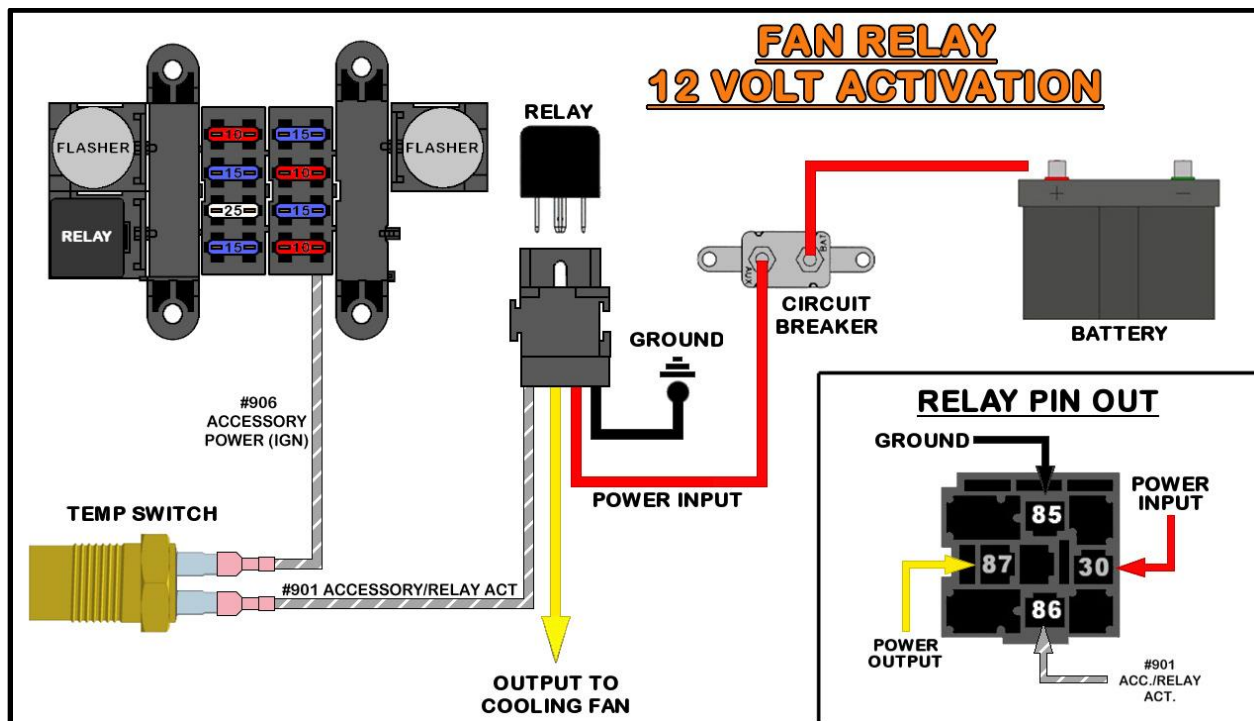 FAN RELAY
12 VOLT ACTIVATION
FLASHER
RELAY
10
15
25
15
15
10
15
10
FLASHER
RELAY
BAT
AUX
CIRCUIT
BREAKER
+
−
BATTERY
GROUND
#906
ACCESSORY
POWER (IGN)
POWER INPUT
TEMP SWITCH
#901 ACCESSORY/RELAY ACT
OUTPUT TO
COOLING FAN
RELAY PIN OUT
GROUND
POWER
INPUT
85
87
30
86
POWER
OUTPUT
#901
ACC./RELAY
ACT.